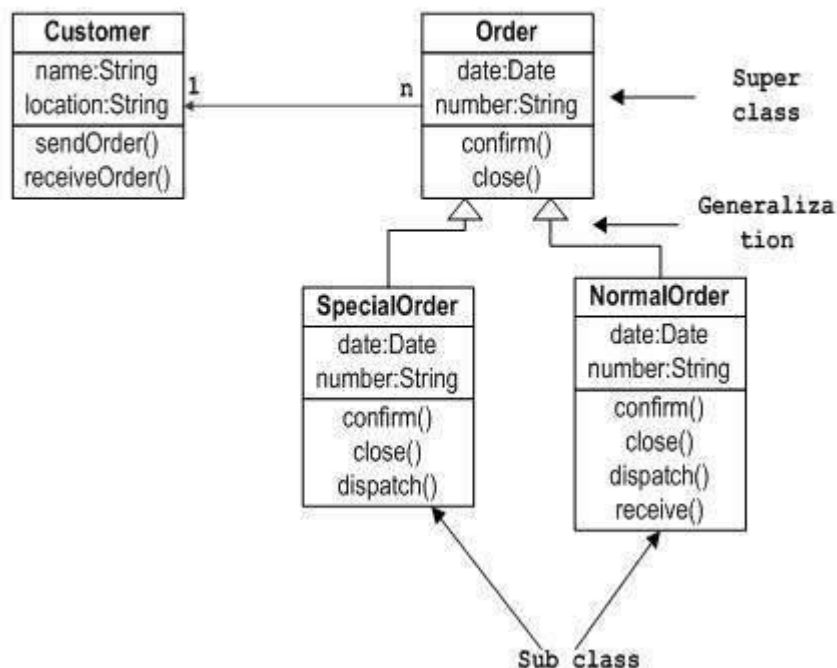 Customer
name:String
location:String
sendOrder()
receiveOrder()
1
n
Order
date:Date
number:String
confirm()
close()
Super
class
Generaliza
tion
SpecialOrder
date:Date
number:String
confirm()
close()
dispatch()
NormalOrder
date:Date
number:String
confirm()
close()
dispatch()
receive()
Sub class